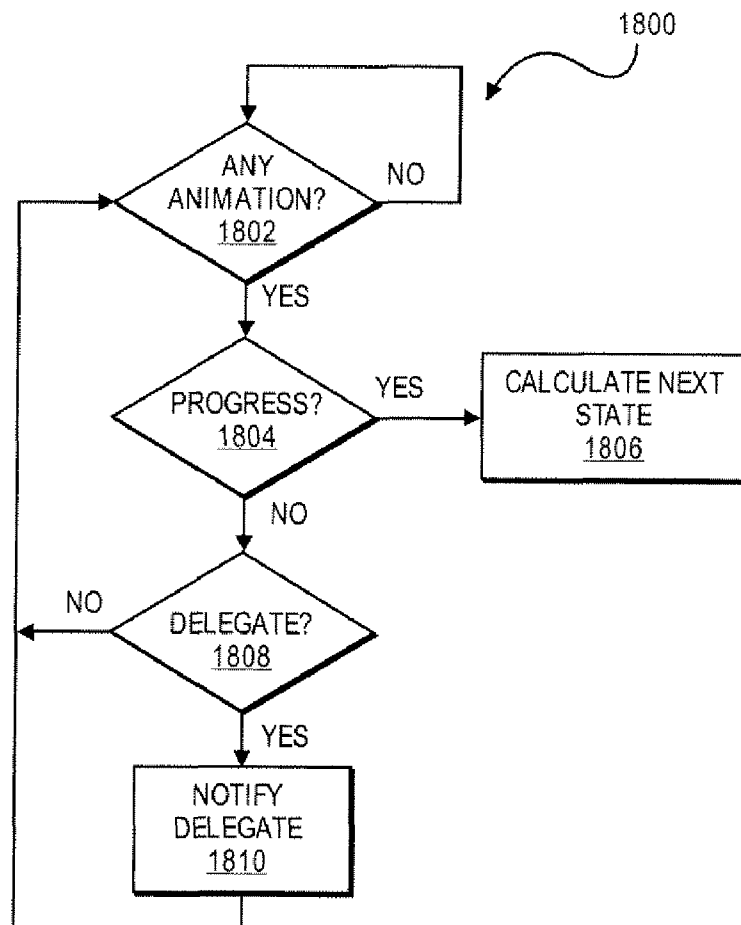 1800
ANY
ANIMATION?
1802
NO
YES
PROGRESS?
1804
YES
CALCULATE NEXT
STATE
1806
NO
NO
DELEGATE?
1808
YES
NOTIFY
DELEGATE
1810